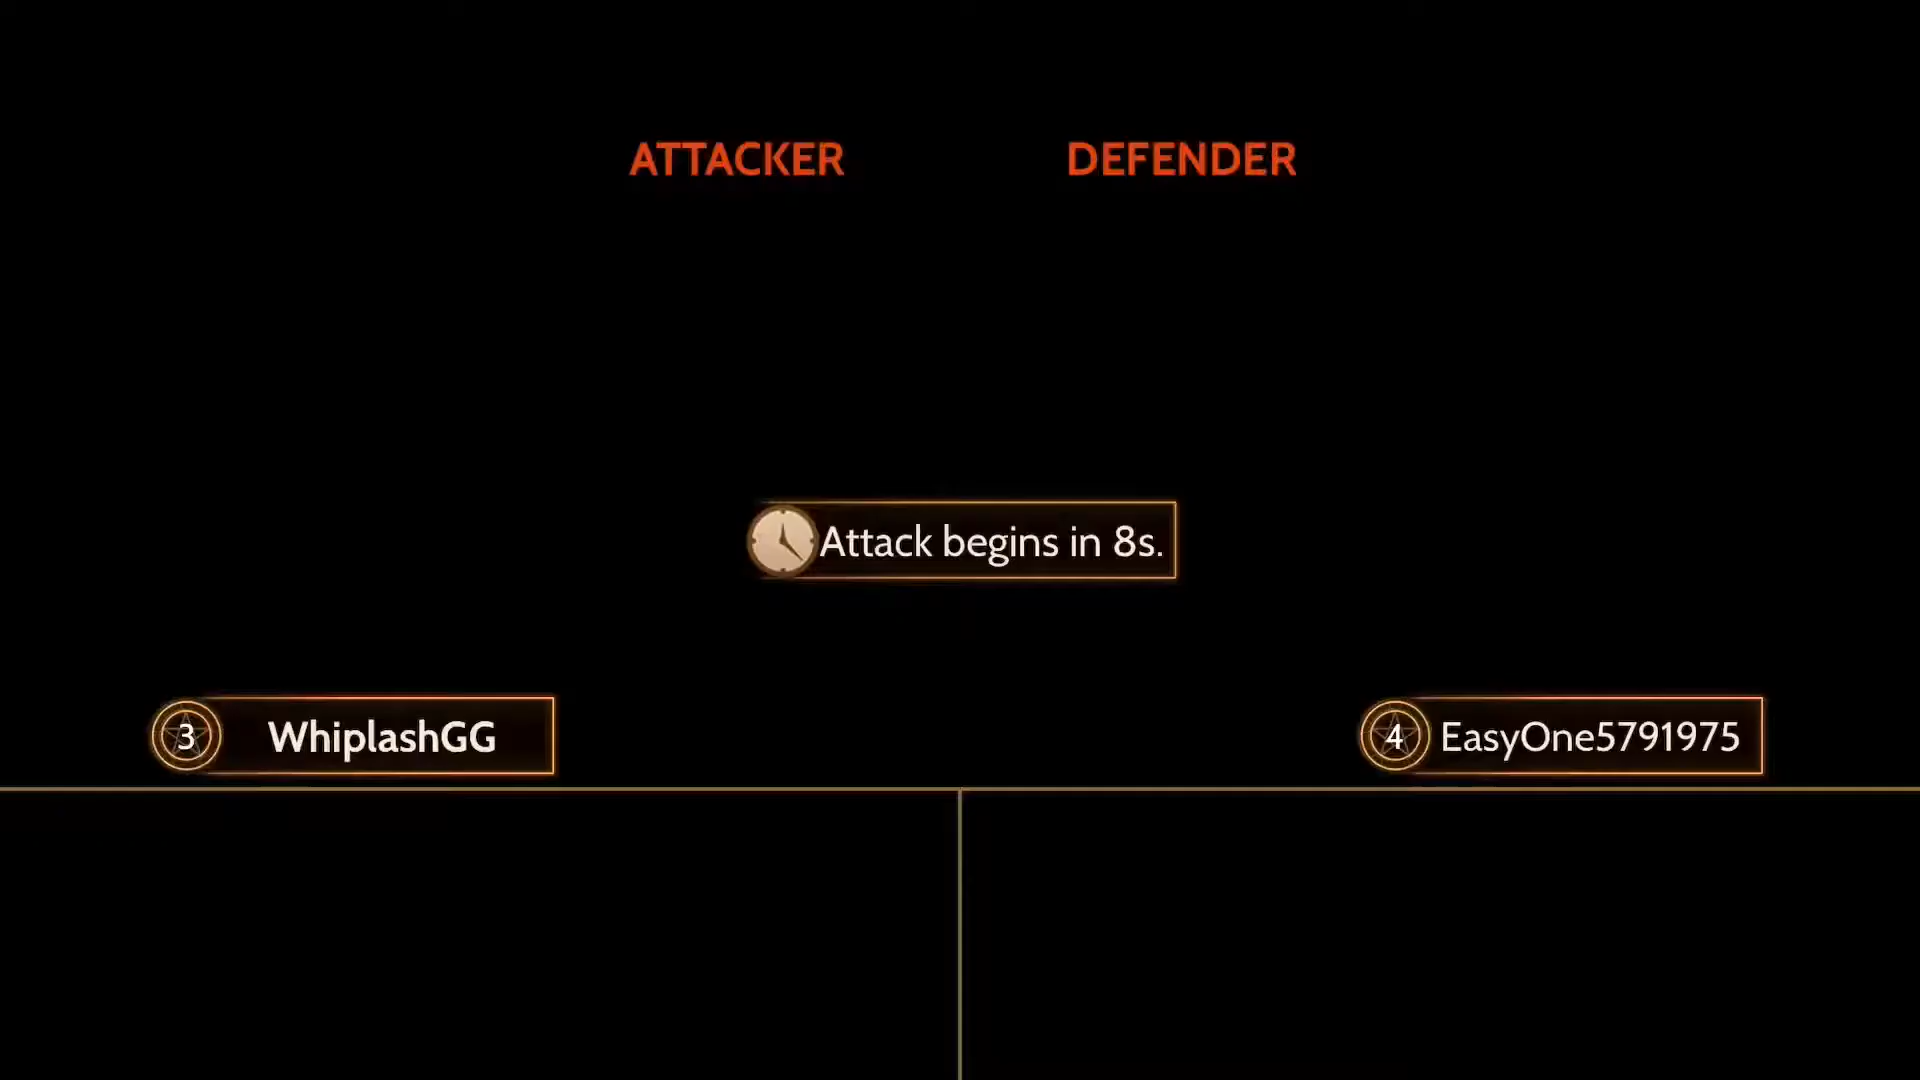 ATTACKER DEFENDER
Attack begins in 8s.
3 WhiplashGG
4 EasyOne5791975